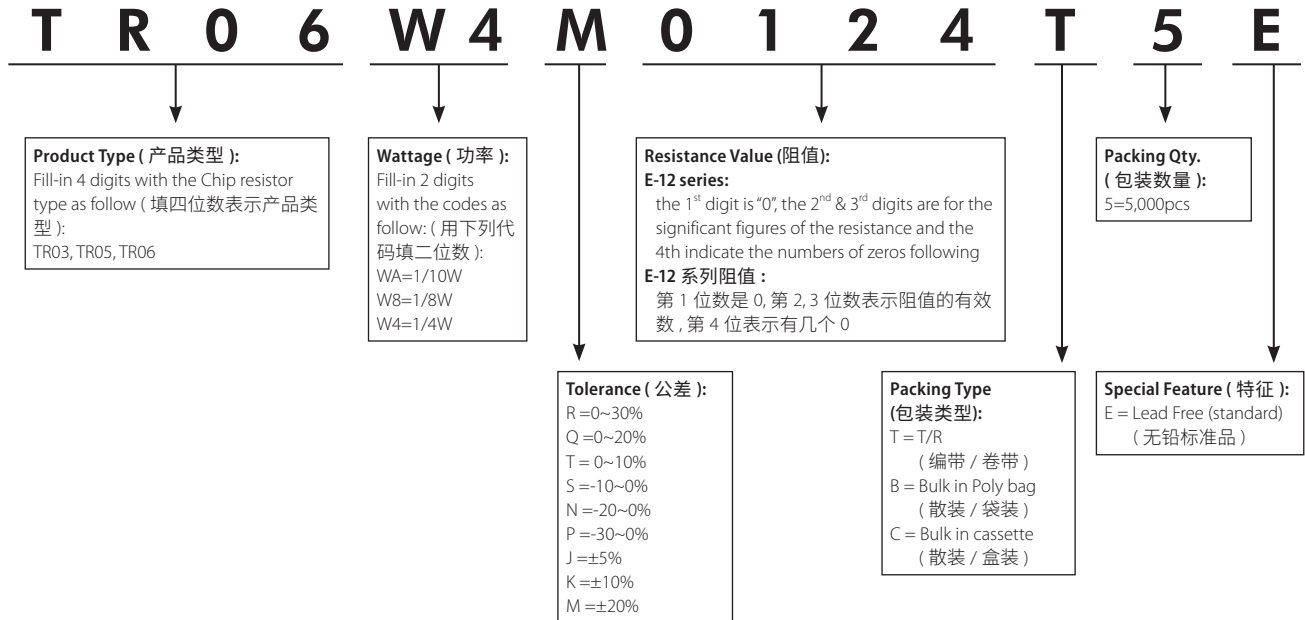 T R 0 6 W 4 M 0 1 2 4 T 5 E
Product Type ( 产品类型 ):
Fill-in 4 digits with the Chip resistor
type as follow ( 填四位数表示产品类
型 ):
TR03, TR05, TR06
Wattage ( 功率 ):
Fill-in 2 digits
with the codes as
follow: ( 用下列代
码填二位数 ):
WA=1/10W
W8=1/8W
W4=1/4W
Resistance Value (阻值):
E-12 series:
the 1st digit is “0”, the 2nd & 3rd digits are for the
significant figures of the resistance and the
4th indicate the numbers of zeros following
E-12 系列阻值 :
第 1 位数是 0, 第 2, 3 位数表示阻值的有效
数 , 第 4 位表示有几个 0
Packing Qty.
( 包装数量 ):
5=5,000pcs
Tolerance ( 公差 ):
R =0~30%
Q =0~20%
T = 0~10%
S =-10~0%
N =-20~0%
P =-30~0%
J =±5%
K =±10%
M =±20%
Packing Type
(包装类型):
T = T/R
( 编带 / 卷带 )
B = Bulk in Poly bag
( 散装 / 袋装 )
C = Bulk in cassette
( 散装 / 盒装 )
Special Feature ( 特征 ):
E = Lead Free (standard)
( 无铅标准品 )